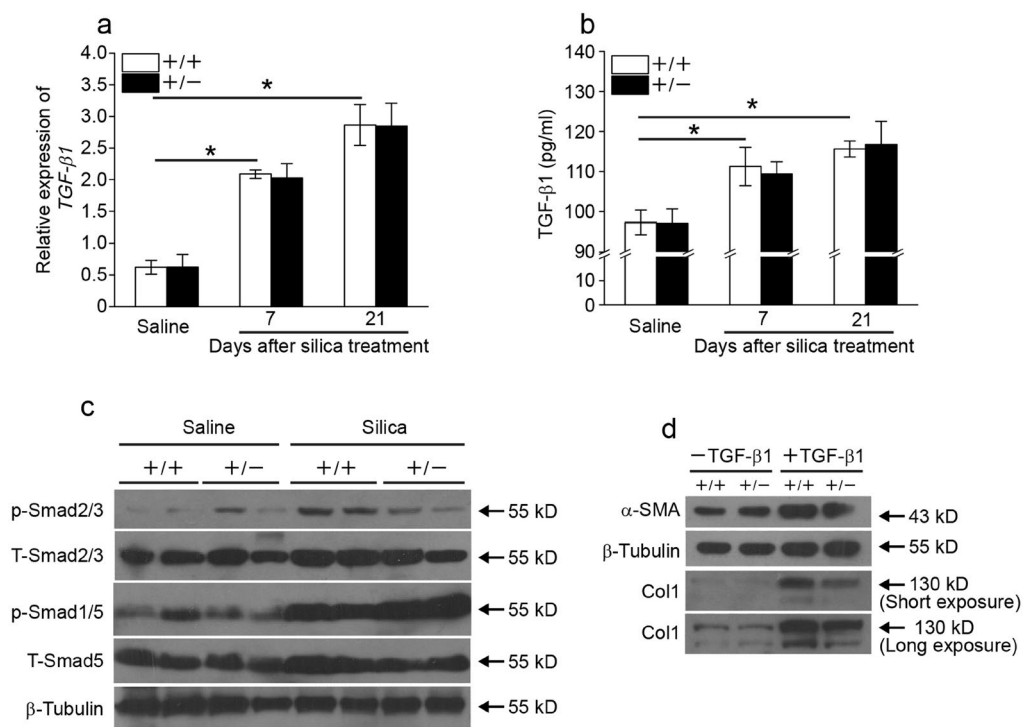 a
4.0
3.5
3.0
2.5
2.0
1.5
1.0
0.5
0
Relative expression of
TGF-β1
+/+
+/−
*
*
Saline
7
21
Days after silica treatment
b
140
130
120
110
100
90
10
0
TGF-β1 (pg/ml)
+/+
+/−
*
*
Saline
7
21
Days after silica treatment
c
Saline
Silica
+/+ +/− +/+ +/−
p-Smad2/3 55 kD
T-Smad2/3 55 kD
p-Smad1/5 55 kD
T-Smad5 55 kD
β-Tubulin 55 kD
d
−TGF-β1 +TGF-β1
+/+ +/− +/+ +/−
α-SMA 43 kD
β-Tubulin 55 kD
Col1 130 kD
(Short exposure)
Col1 130 kD
(Long exposure)